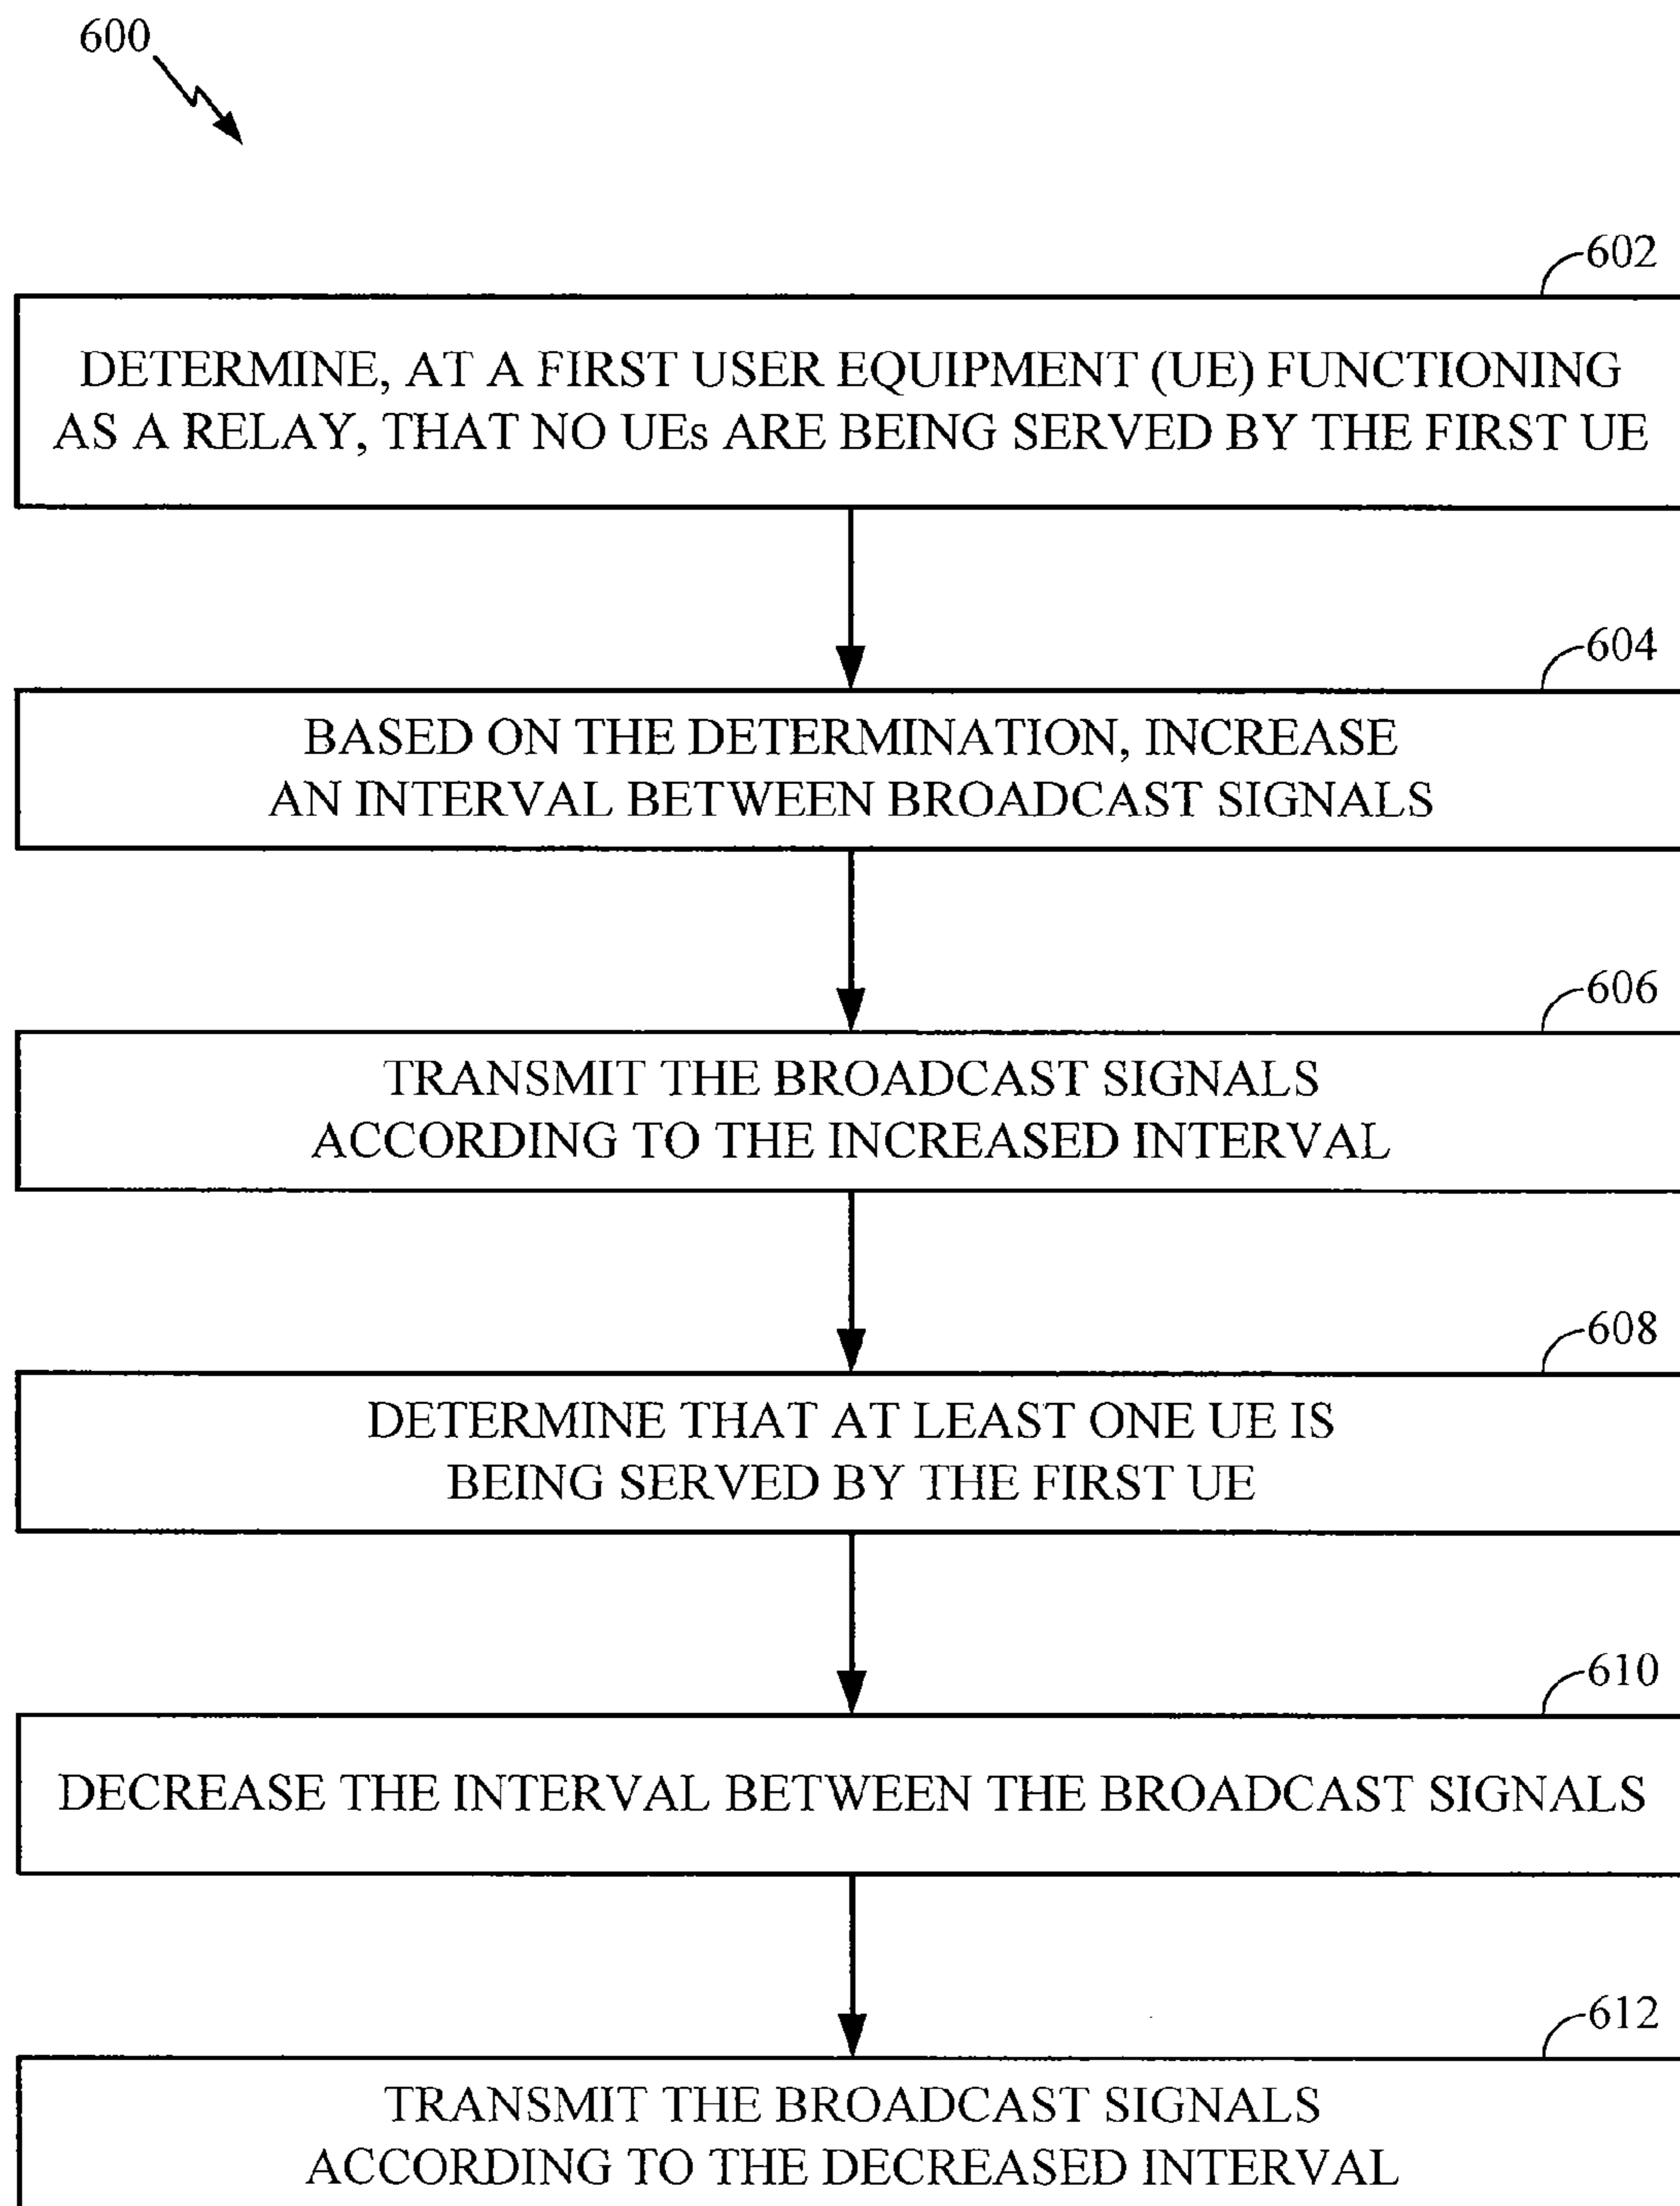 600
602
DETERMINE, AT A FIRST USER EQUIPMENT (UE) FUNCTIONING
AS A RELAY, THAT NO UEs ARE BEING SERVED BY THE FIRST UE
604
BASED ON THE DETERMINATION, INCREASE
AN INTERVAL BETWEEN BROADCAST SIGNALS
606
TRANSMIT THE BROADCAST SIGNALS
ACCORDING TO THE INCREASED INTERVAL
608
DETERMINE THAT AT LEAST ONE UE IS
BEING SERVED BY THE FIRST UE
610
DECREASE THE INTERVAL BETWEEN THE BROADCAST SIGNALS
612
TRANSMIT THE BROADCAST SIGNALS
ACCORDING TO THE DECREASED INTERVAL